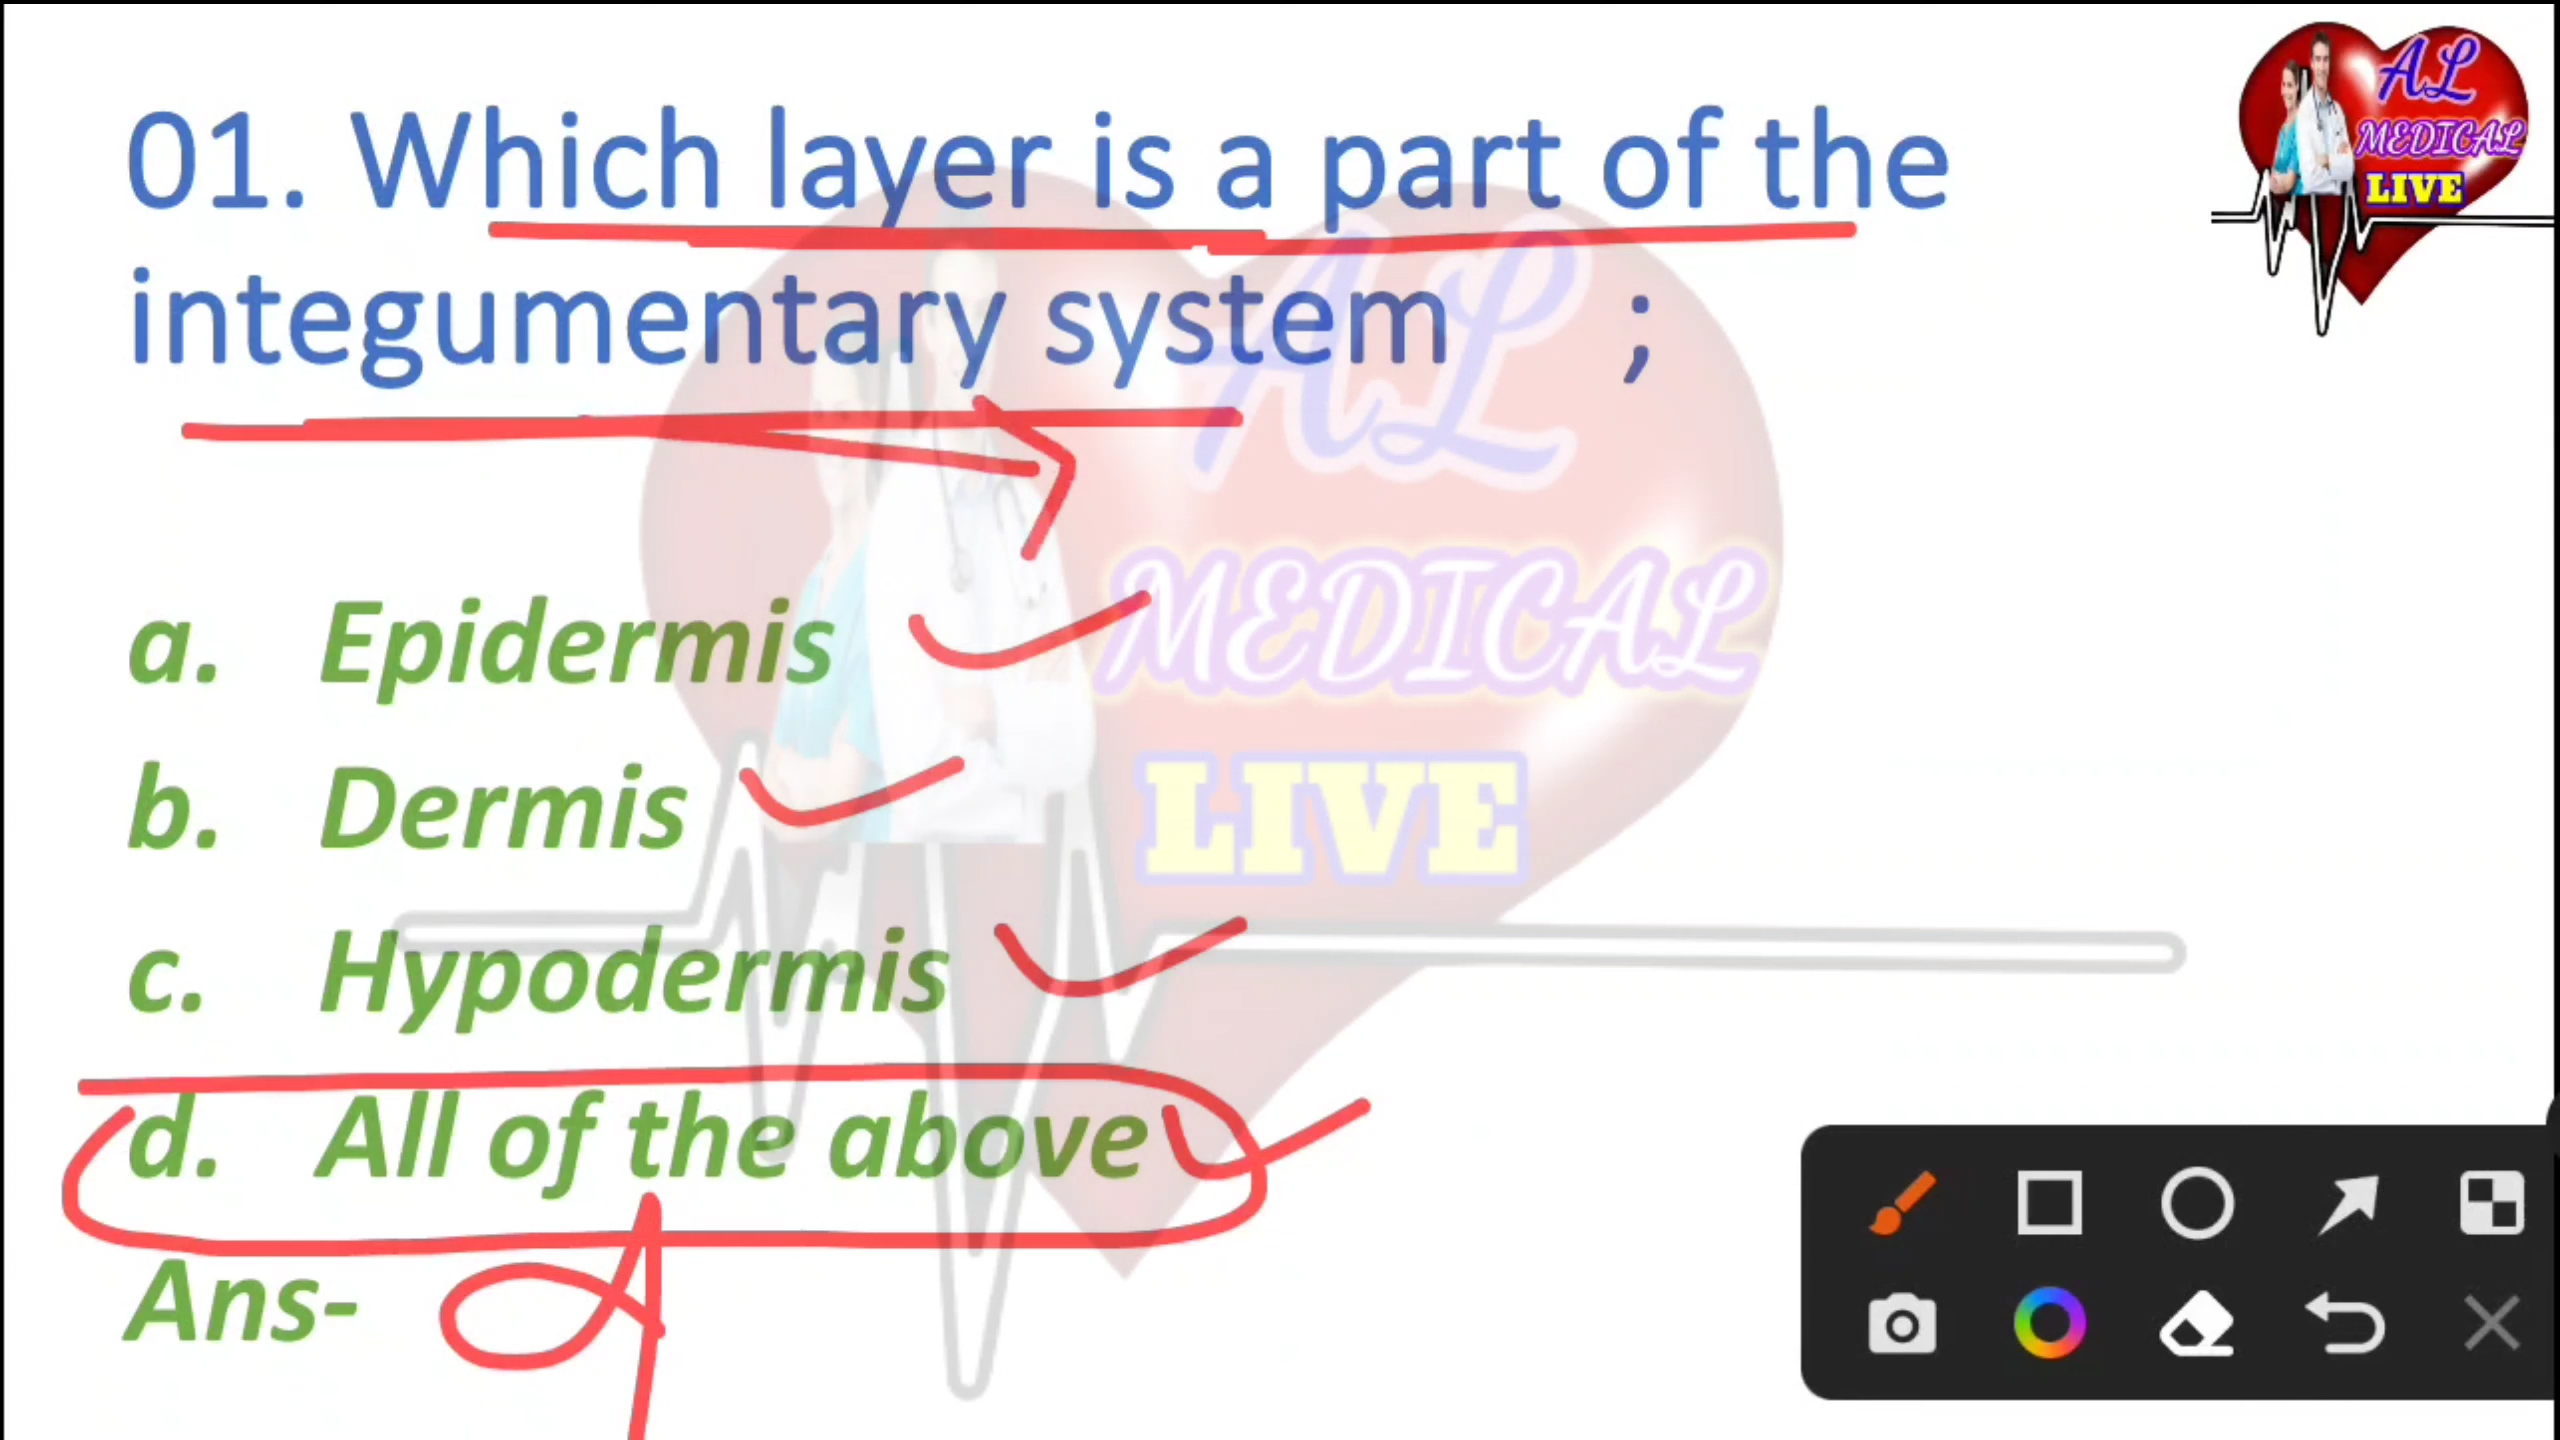 01. Which layer is a part of the
integumentary system ;
a. Epidermis
b. Dermis
c. Hypodermis
d. All of the above
Ans- d
AL
MEDICAL
LIVE
AL
MEDICAL
LIVE